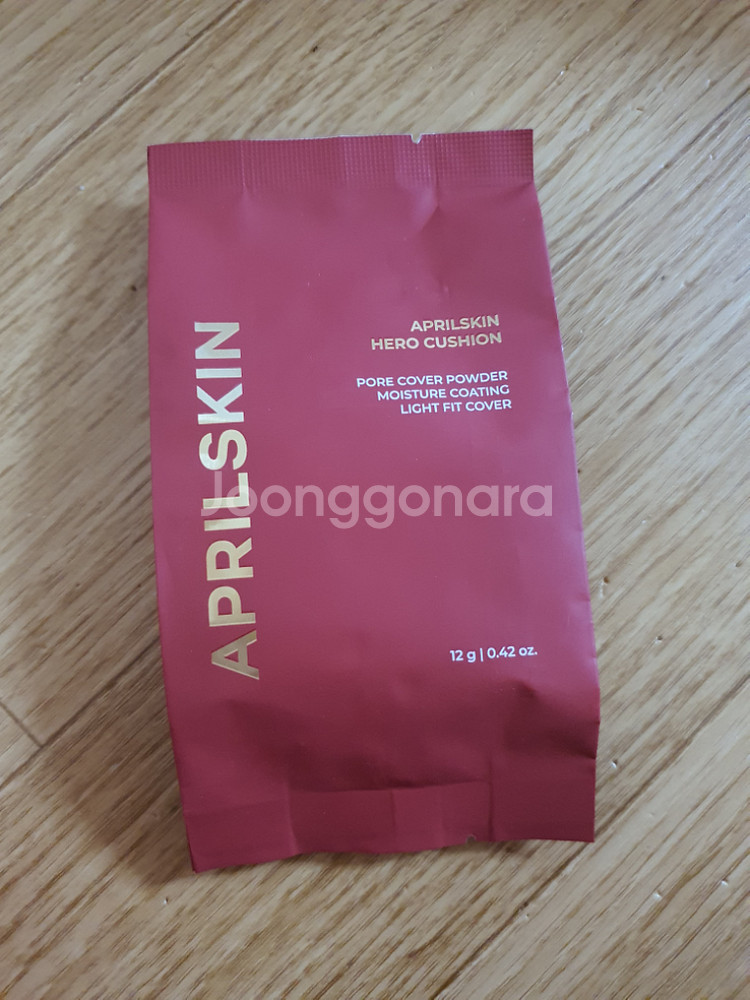 APRILSKIN
APRILSKIN
HERO CUSHION
PORE COVER POWDER
MOISTURE COATING
LIGHT FIT COVER
Joonggonara
12 g | 0.42 oz.